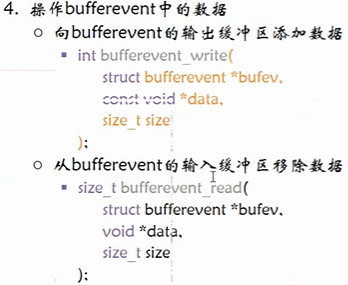 4. 操作bufferevent中的数据
○ 向bufferevent的输出缓冲区添加数据
▪ int bufferevent_write(
struct bufferevent *bufev,
const void *data,
size_t size
);
○ 从bufferevent的输入缓冲区移除数据
▪ size_t bufferevent_read(
struct bufferevent *bufev,
void *data,
size_t size
);